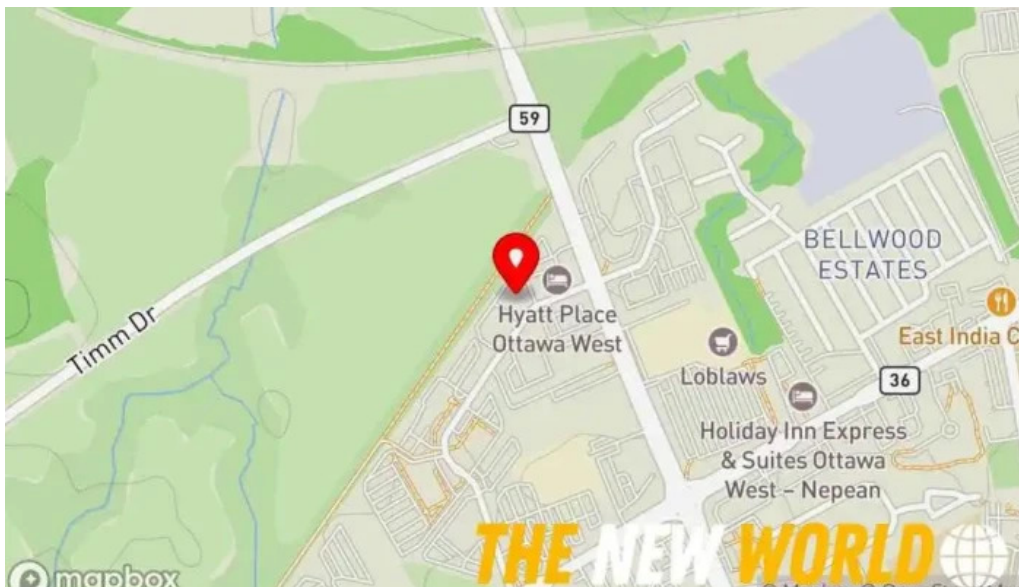 59
BELLWOOD
ESTATES
Timm Dr
Hyatt Place
Ottawa West
East India C
Loblaws
36
Holiday Inn Express
& Suites Ottawa
West – Nepean
THE NEW WORLD
mapbox